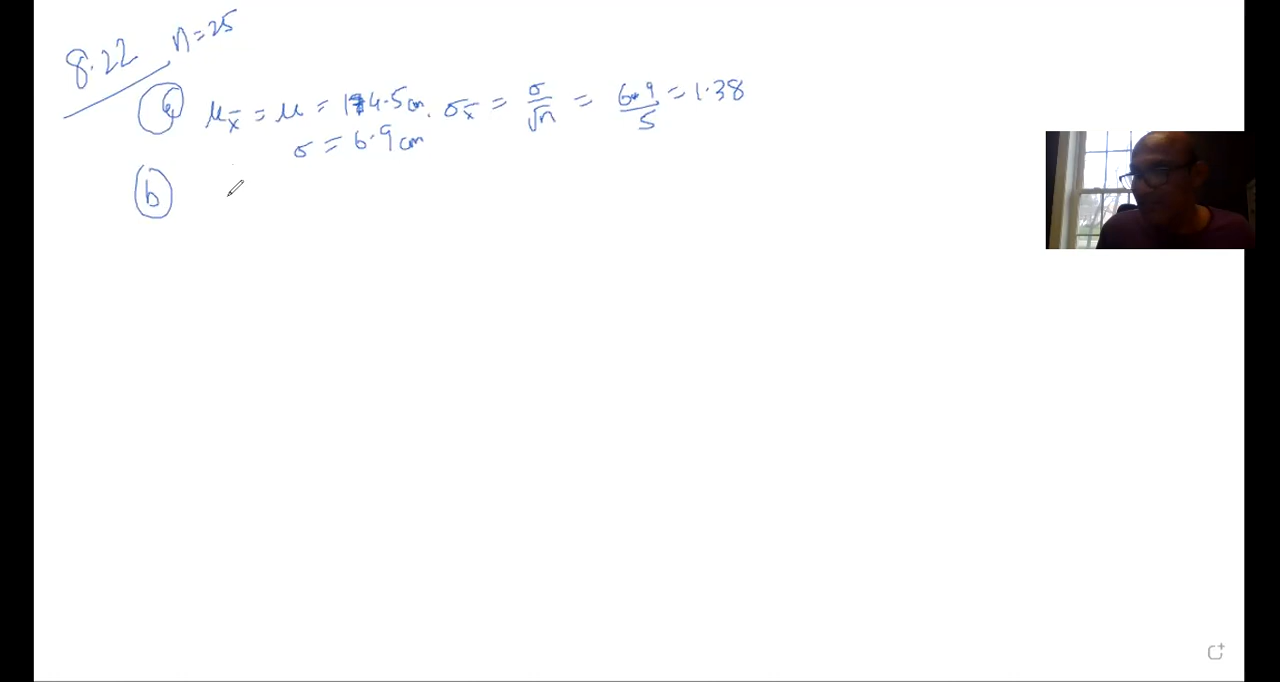 8.22 n=25
(a) μx̄ = μ = 174.5cm. σx̄ = σ/√n = 6.9/5 = 1.38
σ = 6.9cm
(b)